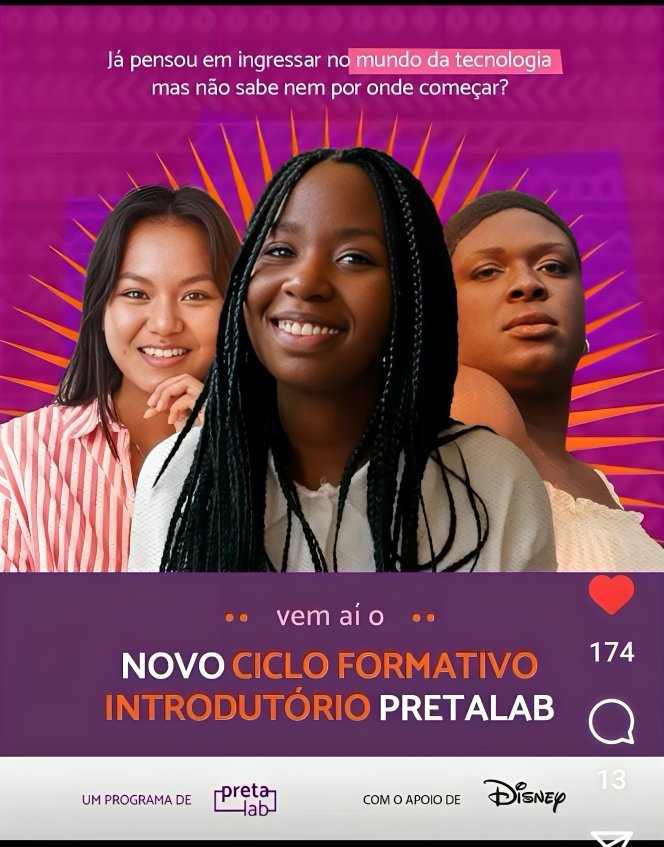 Já pensou em ingressar no mundo da tecnologia
mas não sabe nem por onde começar?
vem aí o
NOVO CICLO FORMATIVO
INTRODUTÓRIO PRETALAB
174
13
UM PROGRAMA DE preta lab COM O APOIO DE Disney